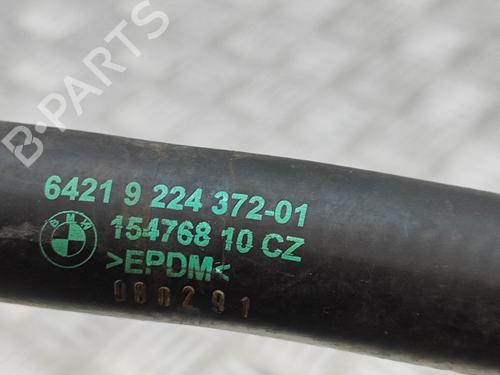 B-PARTS
6421 9 224 372-01
BMW
154768 10 CZ
>EPDM<
080291